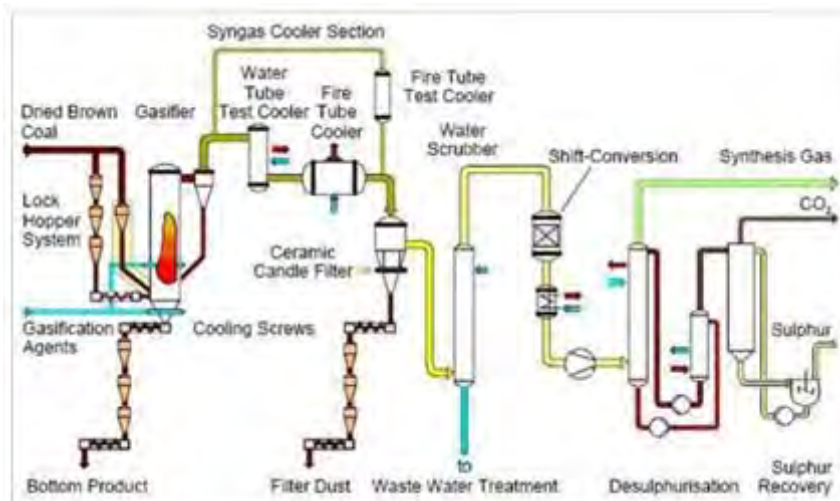 Syngas Cooler Section
Water
Tube
Test Cooler
Fire
Tube
Cooler
Fire Tube
Test Cooler
Dried Brown
Coal
Gasifier
Water
Scrubber
Shift-Conversion
Synthesis Gas
CO2
Lock
Hopper
System
Ceramic
Candle Filter
Gasification
Agents
Cooling Screws
Sulphur
Bottom Product
Filter Dust
to
Waste Water Treatment
Desulphurisation
Sulphur
Recovery